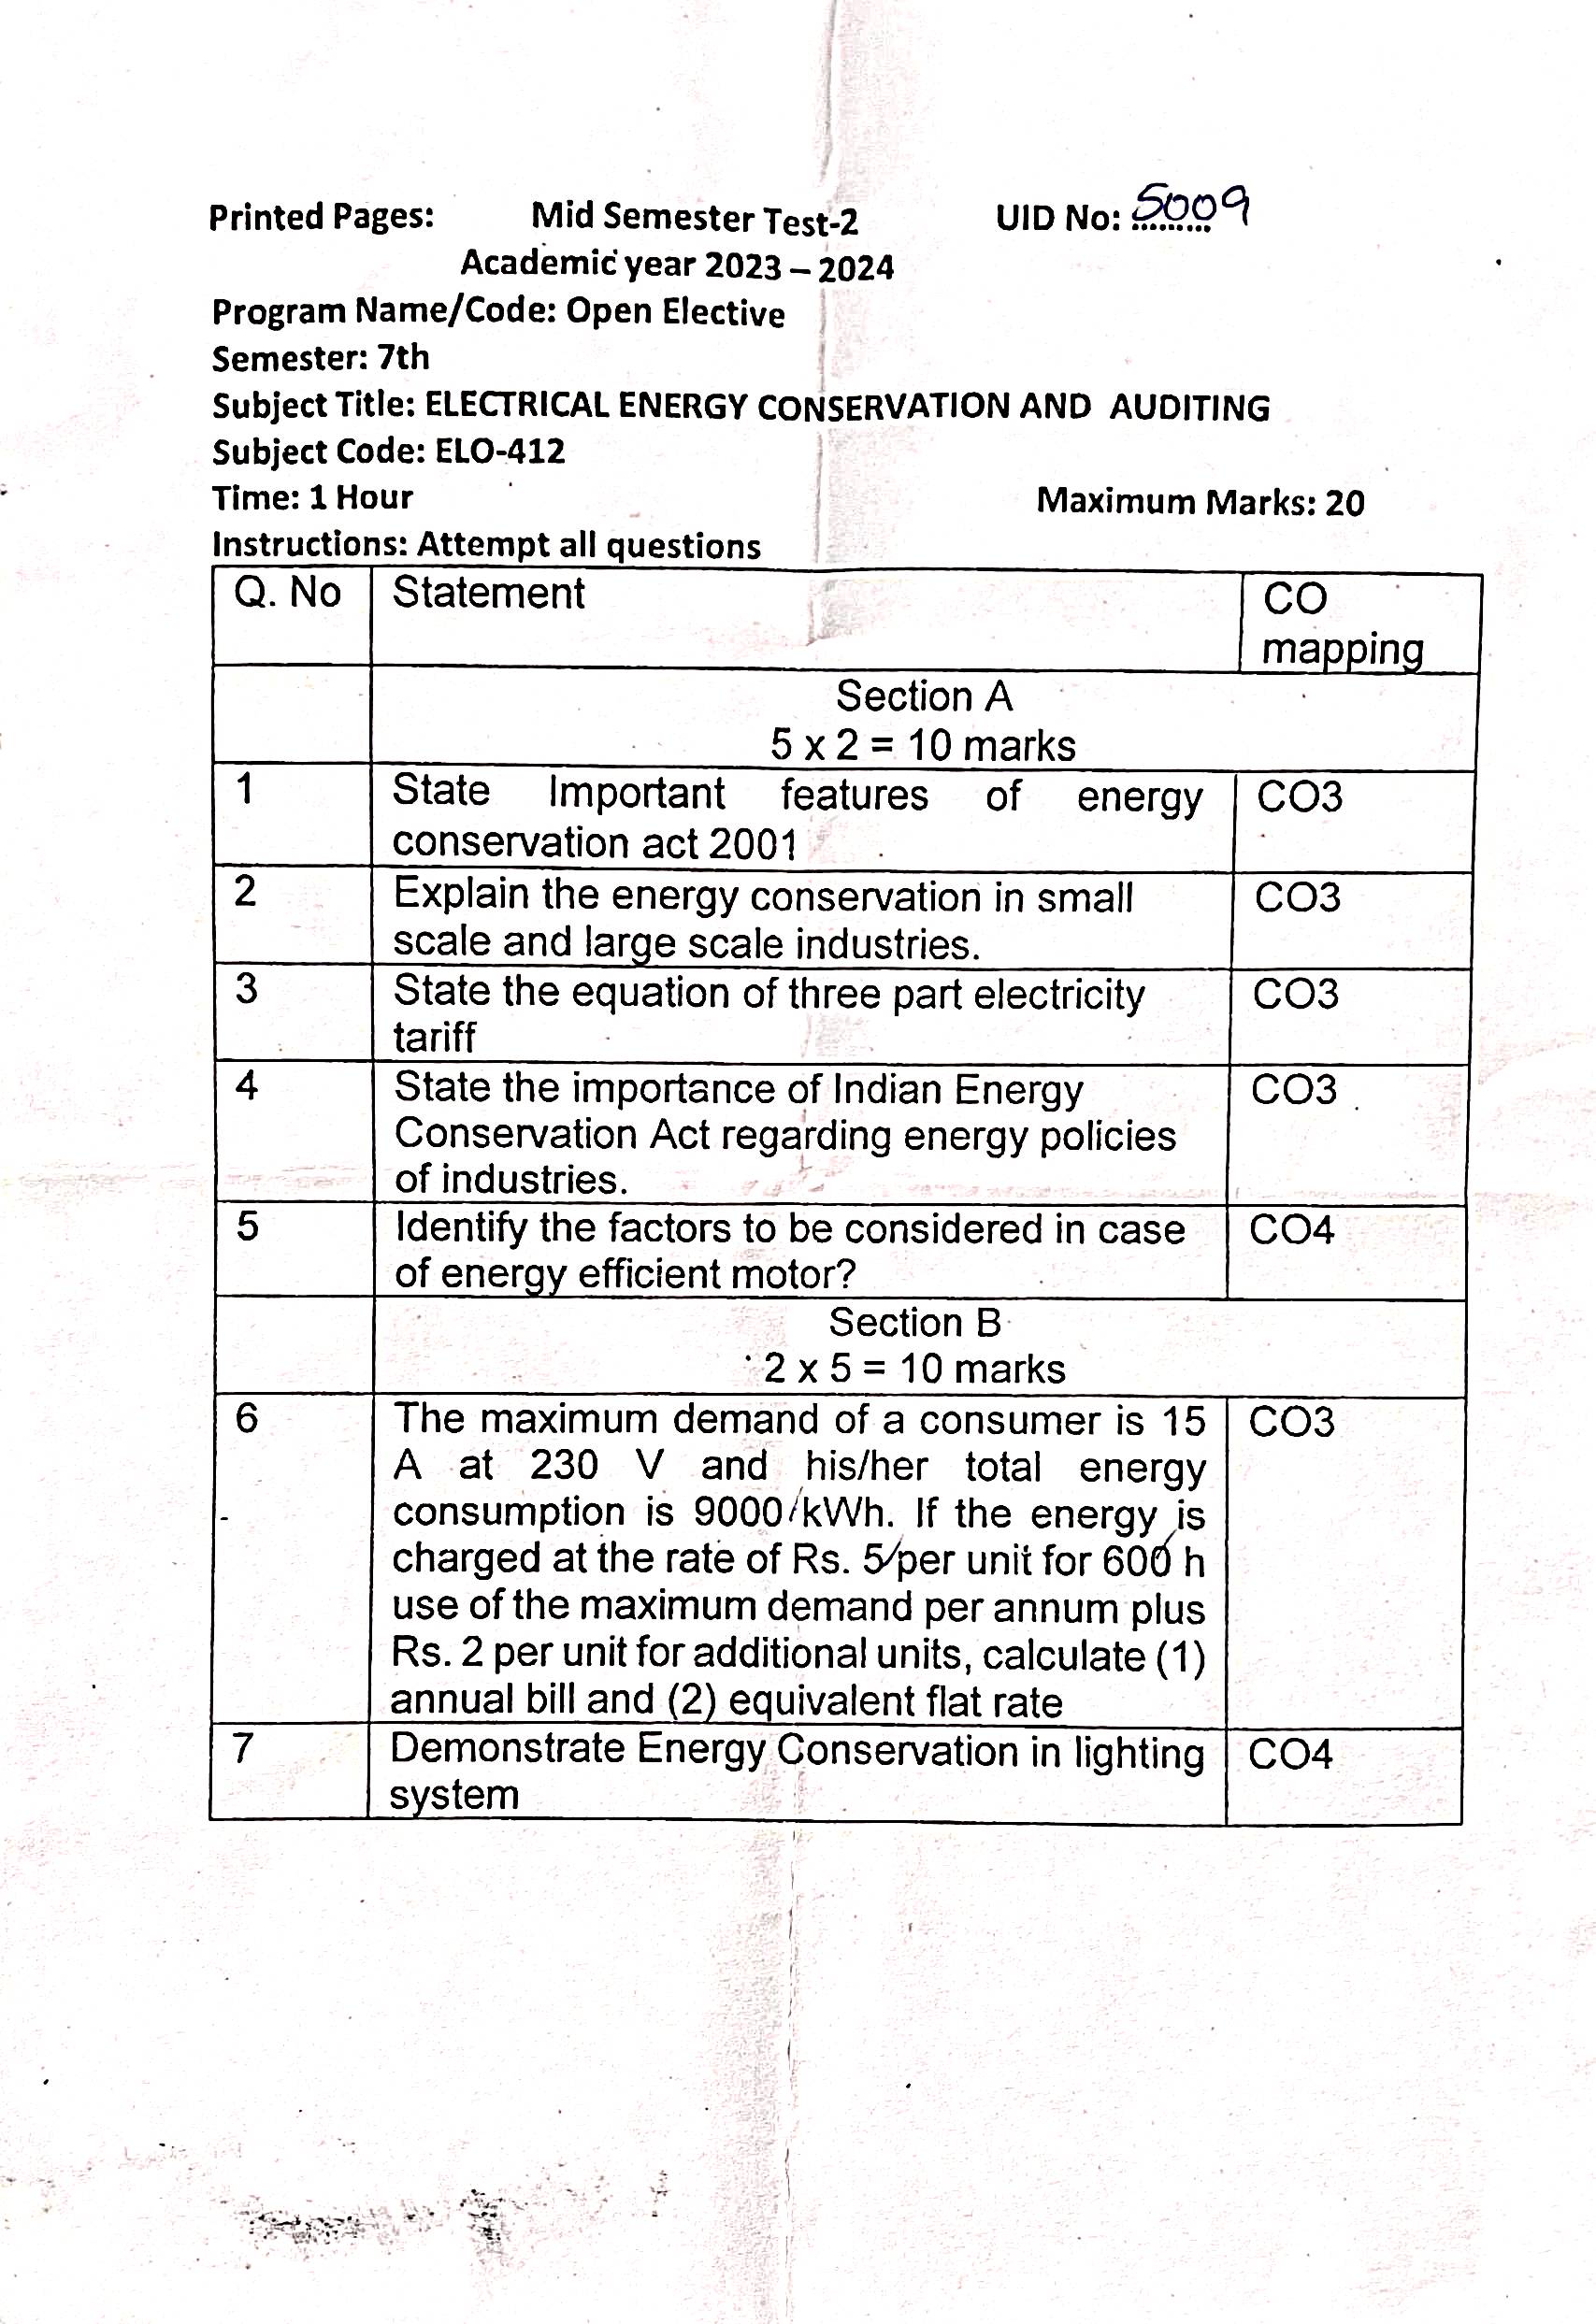 Printed Pages: Mid Semester Test-2 UID No: 5009
Academic year 2023 – 2024
Program Name/Code: Open Elective
Semester: 7th
Subject Title: ELECTRICAL ENERGY CONSERVATION AND AUDITING
Subject Code: ELO-412
Time: 1 Hour Maximum Marks: 20
Instructions: Attempt all questions
Q. No Statement CO
mapping
Section A
5 x 2 = 10 marks
1 State Important features of energy CO3
conservation act 2001
2 Explain the energy conservation in small CO3
scale and large scale industries.
3 State the equation of three part electricity CO3
tariff
4 State the importance of Indian Energy CO3
Conservation Act regarding energy policies
of industries.
5 Identify the factors to be considered in case CO4
of energy efficient motor?
Section B
2 x 5 = 10 marks
6 The maximum demand of a consumer is 15 CO3
A at 230 V and his/her total energy
consumption is 9000 kWh. If the energy is
charged at the rate of Rs. 5 per unit for 600 h
use of the maximum demand per annum plus
Rs. 2 per unit for additional units, calculate (1)
annual bill and (2) equivalent flat rate
7 Demonstrate Energy Conservation in lighting CO4
system